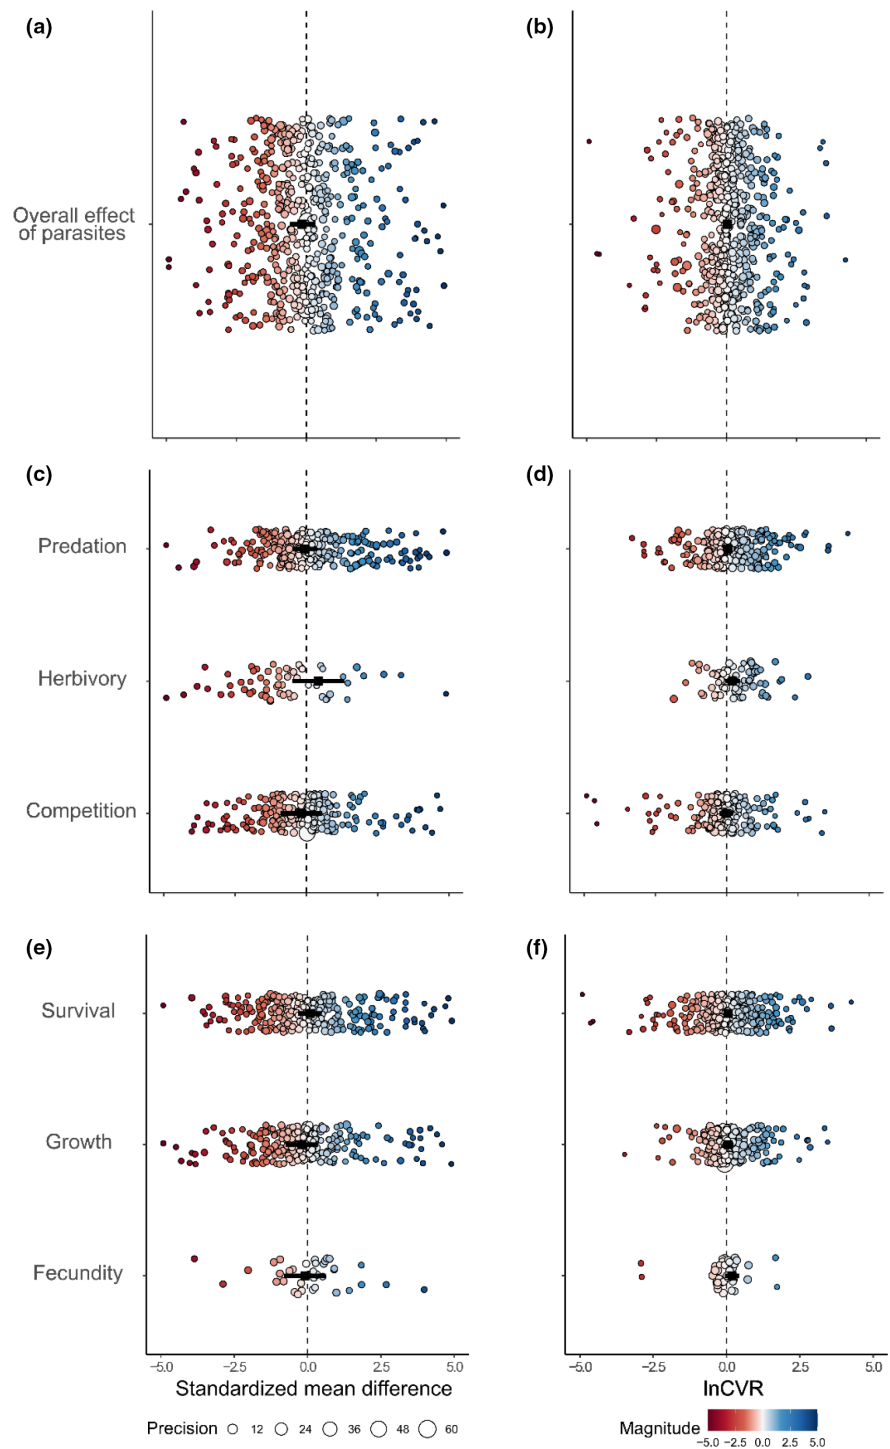 (a)
(b)
Overall effect
of parasites
(c)
(d)
Predation
Herbivory
Competition
(e)
(f)
Survival
Growth
Fecundity
−5.0 −2.5 0.0 2.5 5.0
−5.0 −2.5 0.0 2.5 5.0
Standardized mean difference
lnCVR
Precision 12 24 36 48 60
Magnitude
−5.0 −2.5 0.0 2.5 5.0